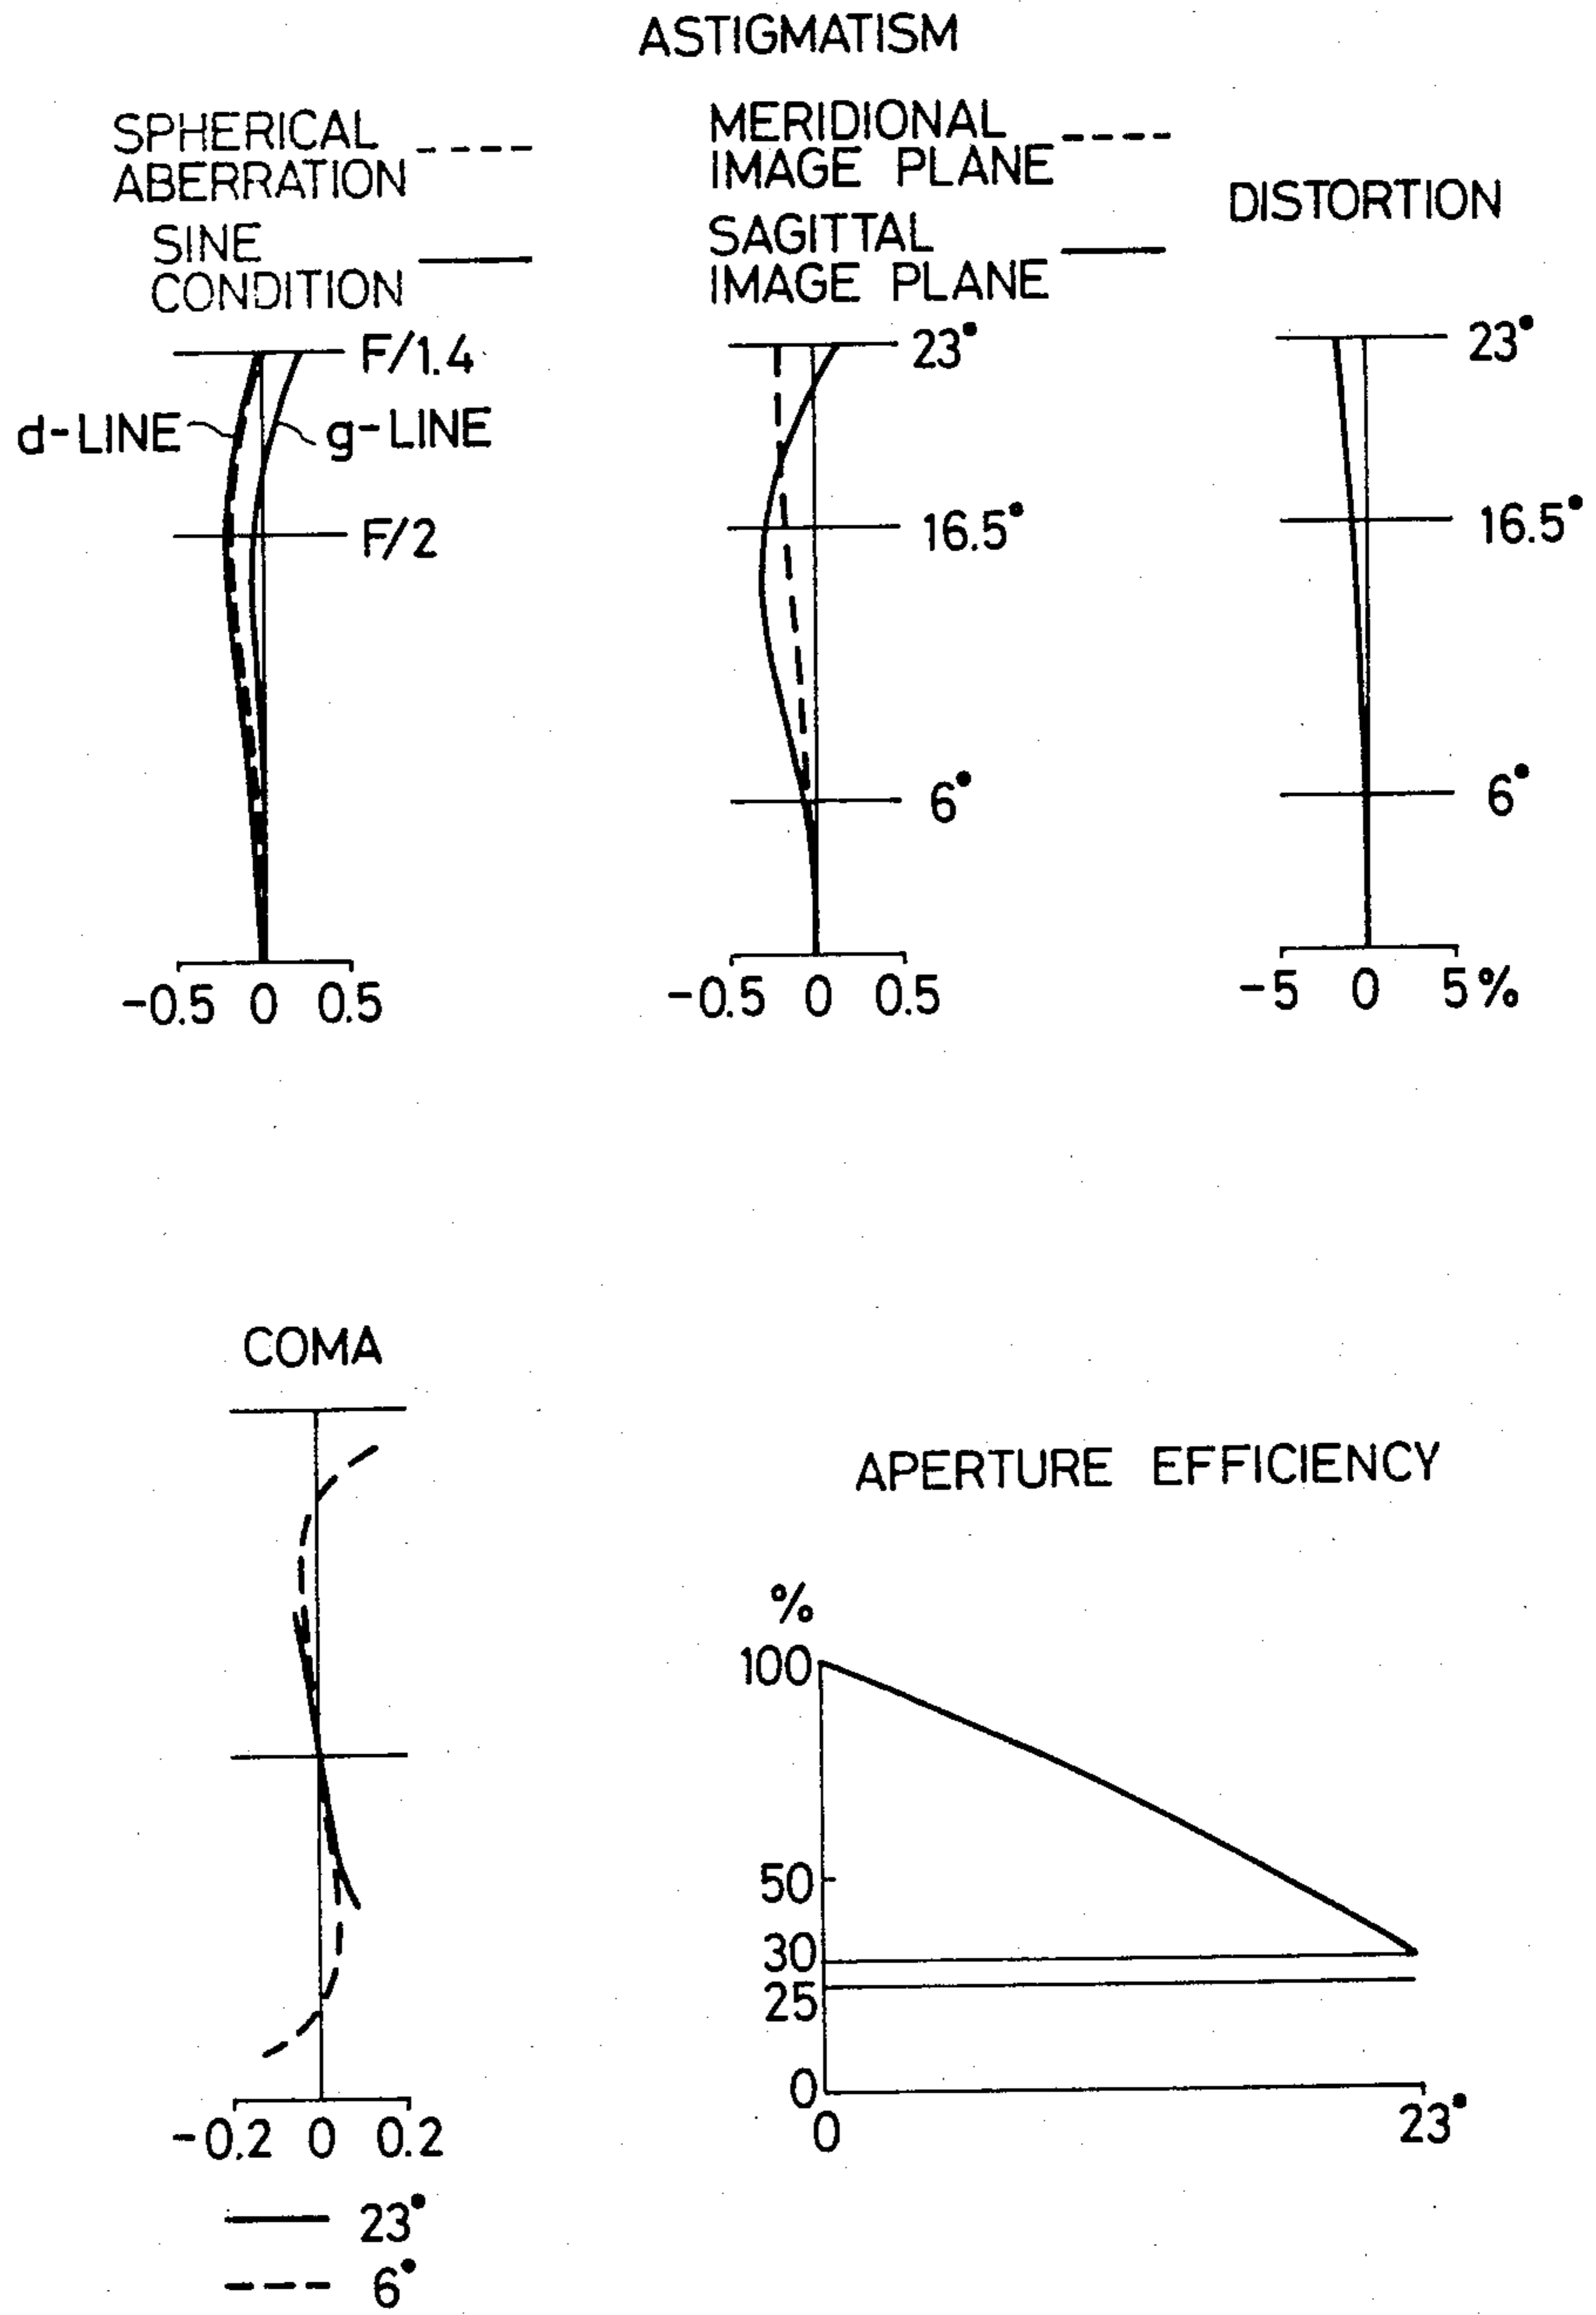 ASTIGMATISM
SPHERICAL
ABERRATION
SINE
CONDITION
MERIDIONAL
IMAGE PLANE
SAGITTAL
IMAGE PLANE
DISTORTION
F/1.4
d-LINE
g-LINE
F/2
-0.5 0 0.5
23°
16.5°
6°
-0.5 0 0.5
23°
16.5°
6°
-5 0 5%
COMA
-0.2 0 0.2
23°
6°
APERTURE EFFICIENCY
%
100
50
30
25
0
0 23°